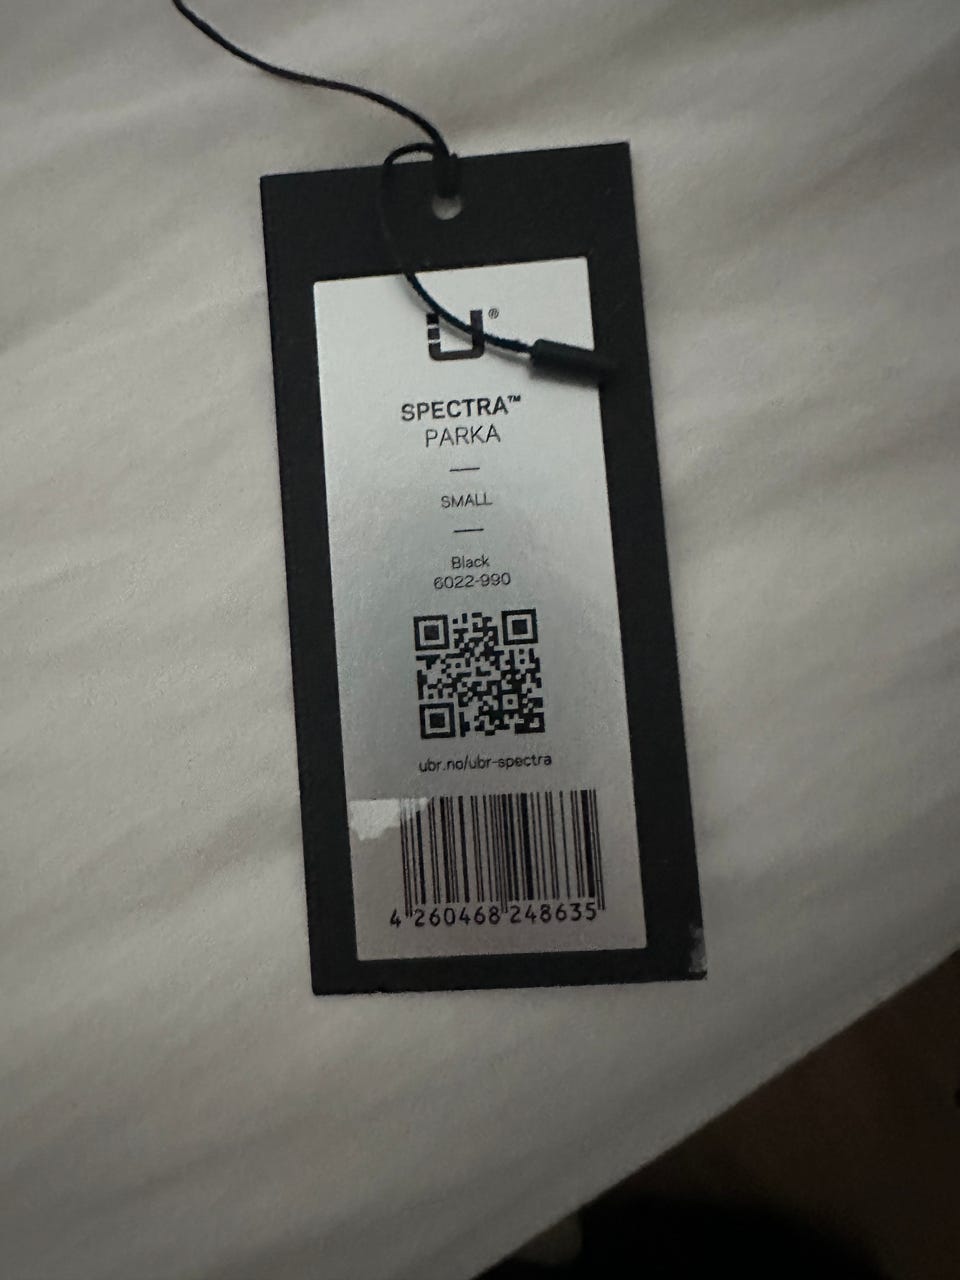 U®
SPECTRA™
PARKA
SMALL
Black
6022-990
ubr.no/ubr-spectra
4 260468 248635